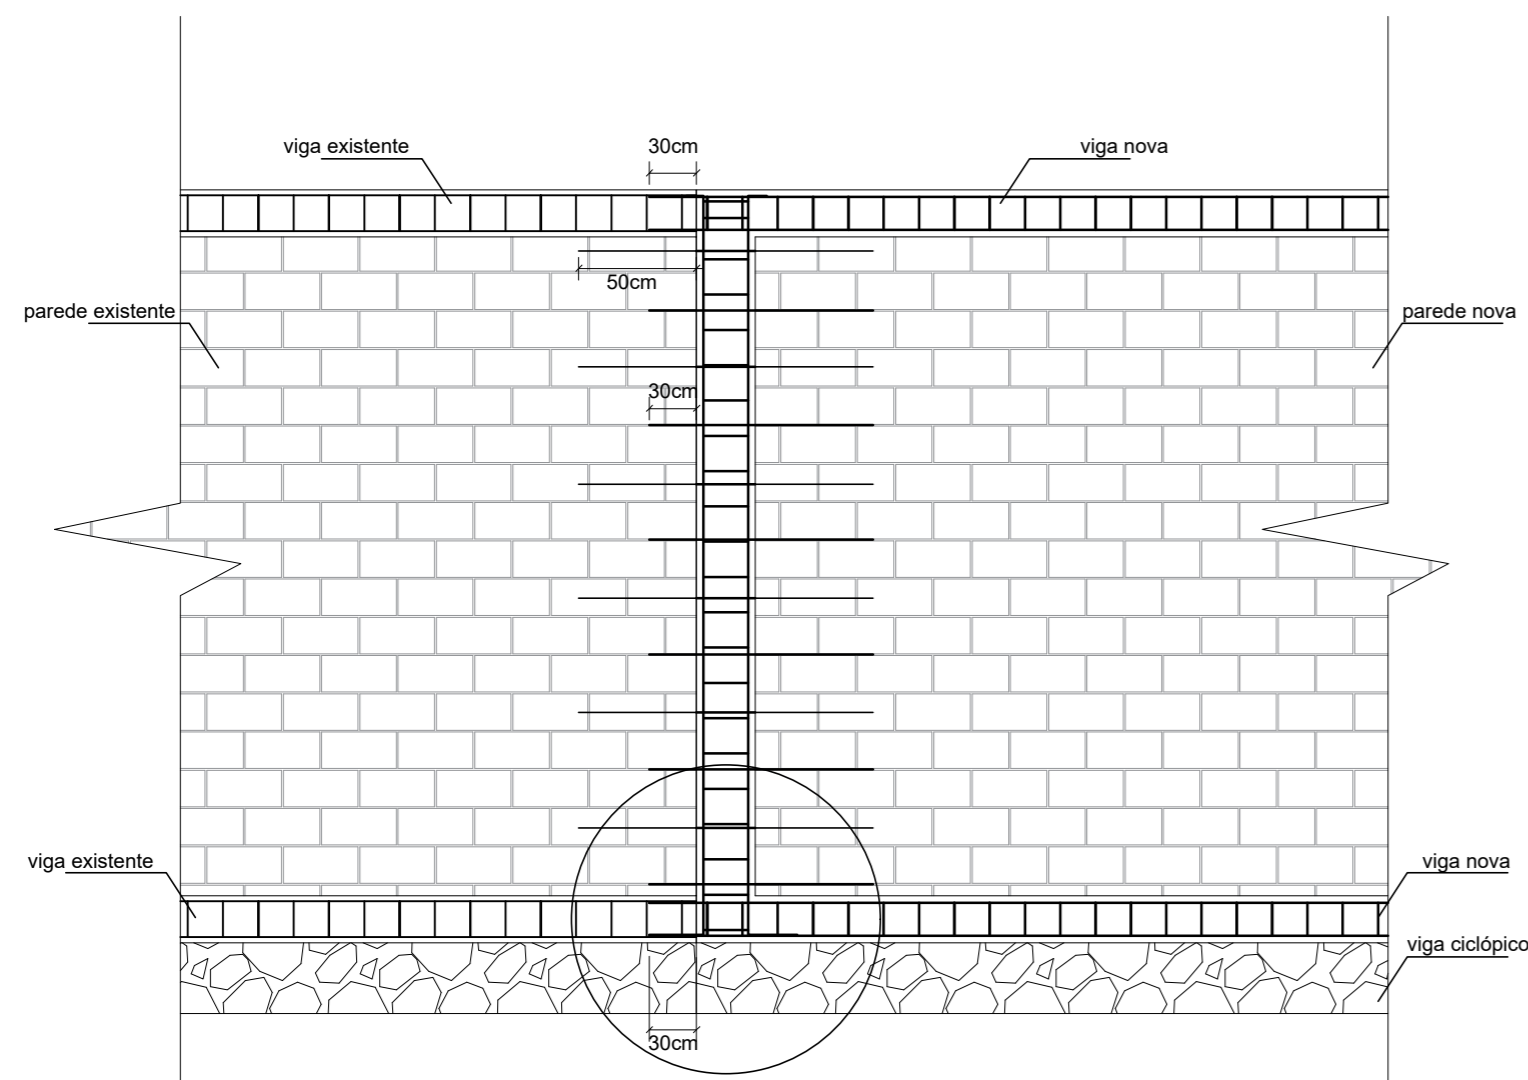 viga existente
30cm
viga nova
50cm
parede existente
parede nova
30cm
viga existente
viga nova
viga ciclópico
30cm